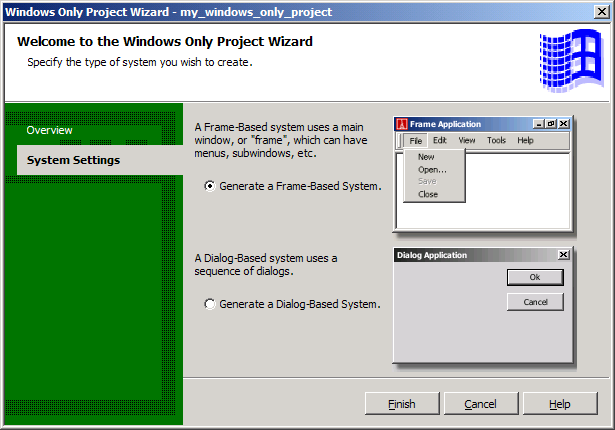 Windows Only Project Wizard - my_windows_only_project
Welcome to the Windows Only Project Wizard
Specify the type of system you wish to create.
Overview
System Settings
A Frame-Based system uses a main
window, or "frame", which can have
menus, subwindows, etc.
Generate a Frame-Based System.
Frame Application
File Edit View Tools Help
New
Open...
Save
Close
A Dialog-Based system uses a
sequence of dialogs.
Generate a Dialog-Based System.
Dialog Application
Ok
Cancel
Finish Cancel Help